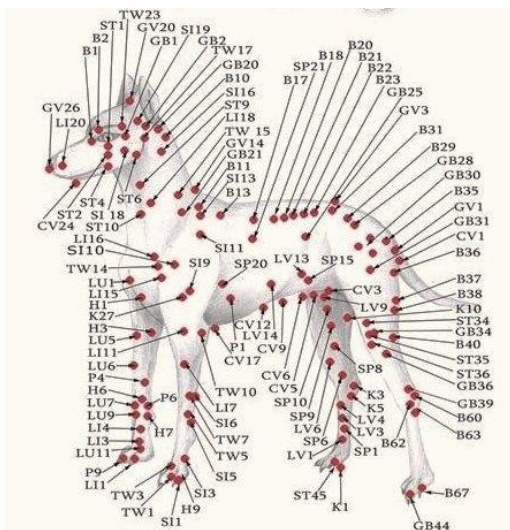 TW23
ST1
GV20
SI19
B2
GB1
GB2
B1
TW17
GB20
B10
SI16
ST9
LI18
TW 15
GV14
GB21
B11
SI13
B13
GV26
LI20
ST4
ST6
ST2
SI 18
CV24
ST10
B20
B18
B21
SP21
B22
B17
B23
GB25
GV3
B31
B29
GB28
GB30
B35
GV1
GB31
CV1
B36
LI16
SI10
SI11
TW14
SI9
SP20
LV13
SP15
LU1
LI15
H1
K27
CV3
LV9
B37
B38
K10
ST34
GB34
B40
ST35
ST36
GB36
H3
LU5
LI11
CV12
LV14
P1
CV9
CV17
CV6
CV5
SP10
SP8
LU6
P4
H6
P6
TW10
LU7
LU9
LI7
SI6
LI4
H7
TW7
LI3
LU11
TW5
SP9
LV6
SP6
LV1
K3
K5
LV4
LV3
SP1
GB39
B60
B62
B63
P9
LI1
TW3
TW1
SI5
SI3
H9
SI1
ST45
K1
B67
GB44